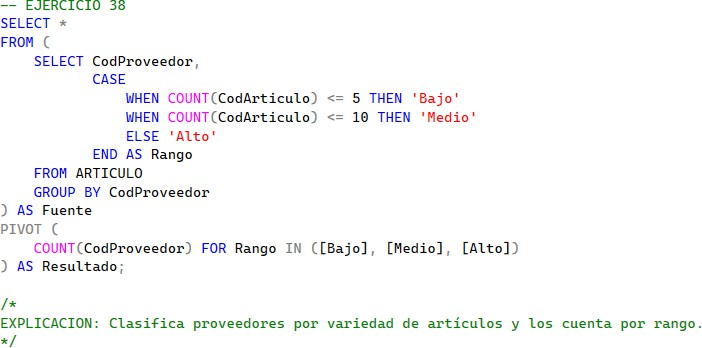 -- EJERCICIO 38
SELECT *
FROM (
    SELECT CodProveedor,
           CASE
               WHEN COUNT(CodArticulo) <= 5 THEN 'Bajo'
               WHEN COUNT(CodArticulo) <= 10 THEN 'Medio'
               ELSE 'Alto'
           END AS Rango
    FROM ARTICULO
    GROUP BY CodProveedor
) AS Fuente
PIVOT (
    COUNT(CodProveedor) FOR Rango IN ([Bajo], [Medio], [Alto])
) AS Resultado;

/*
EXPLICACION: Clasifica proveedores por variedad de artículos y los cuenta por rango.
*/